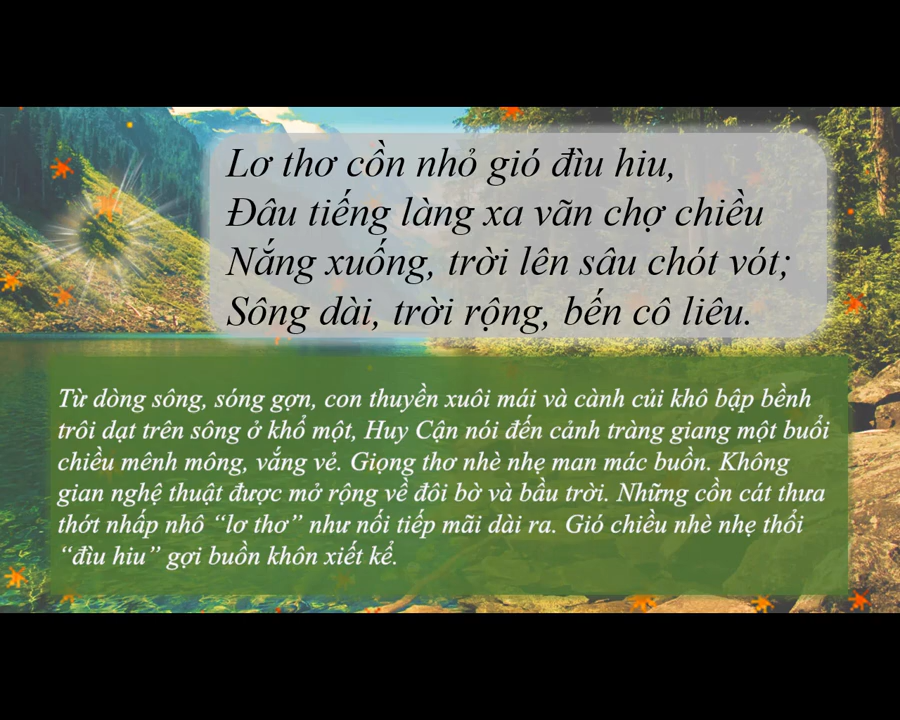 Lơ thơ cồn nhỏ gió đìu hiu,
Đâu tiếng làng xa vãn chợ chiều
Nắng xuống, trời lên sâu chót vót;
Sông dài, trời rộng, bến cô liêu.
Từ dòng sông, sóng gợn, con thuyền xuôi mái và cành củi khô bập bềnh
trôi dạt trên sông ở khổ một, Huy Cận nói đến cảnh tràng giang một buổi
chiều mênh mông, vắng vẻ. Giọng thơ nhè nhẹ man mác buồn. Không
gian nghệ thuật được mở rộng về đôi bờ và bầu trời. Những cồn cát thưa
thớt nhấp nhô “lơ thơ” như nối tiếp mãi dài ra. Gió chiều nhè nhẹ thổi
“đìu hiu” gợi buồn khôn xiết kể.